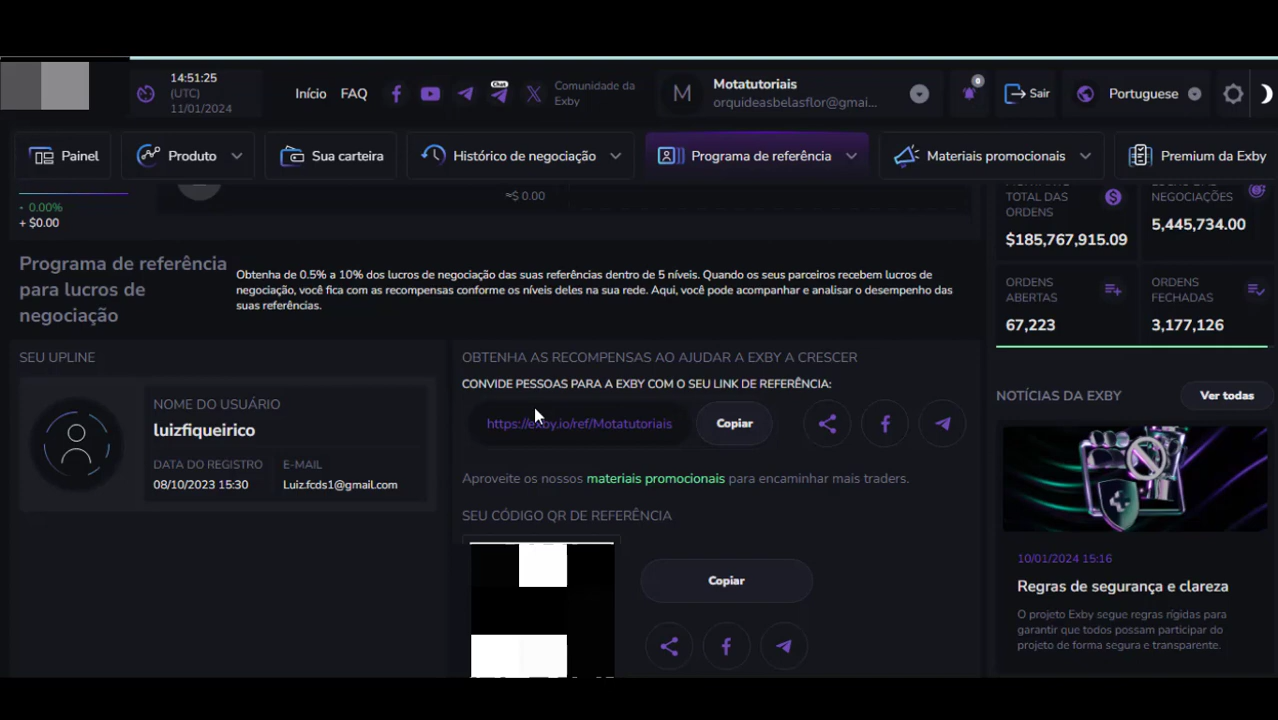 14:51:25
(UTC)
11/01/2024
Início
FAQ
Chat
Comunidade da
Exby
M
Motatutoriais
orquideasbelasflor@gmai...
0
Sair
Portuguese
Painel
Produto
Sua carteira
Histórico de negociação
Programa de referência
Materiais promocionais
Premium da Exby
- 0.00%
+ $0.00
≈$ 0.00
TOTAL DAS
ORDENS
$185,767,915.09
NEGOCIAÇÕES
5,445,734.00
ORDENS
ABERTAS
67,223
ORDENS
FECHADAS
3,177,126
Programa de referência
para lucros de
negociação
Obtenha de 0.5% a 10% dos lucros de negociação das suas referências dentro de 5 níveis. Quando os seus parceiros recebem lucros de
negociação, você fica com as recompensas conforme os níveis deles na sua rede. Aqui, você pode acompanhar e analisar o desempenho das
suas referências.
SEU UPLINE
NOME DO USUÁRIO
luizfiqueirico
DATA DO REGISTRO
08/10/2023 15:30
E-MAIL
Luiz.fcds1@gmail.com
OBTENHA AS RECOMPENSAS AO AJUDAR A EXBY A CRESCER
CONVIDE PESSOAS PARA A EXBY COM O SEU LINK DE REFERÊNCIA:
https://exby.io/ref/Motatutoriais
Copiar
Aproveite os nossos materiais promocionais para encaminhar mais traders.
SEU CÓDIGO QR DE REFERÊNCIA
Copiar
NOTÍCIAS DA EXBY
Ver todas
10/01/2024 15:16
Regras de segurança e clareza
O projeto Exby segue regras rígidas para
garantir que todos possam participar do
projeto de forma segura e transparente.